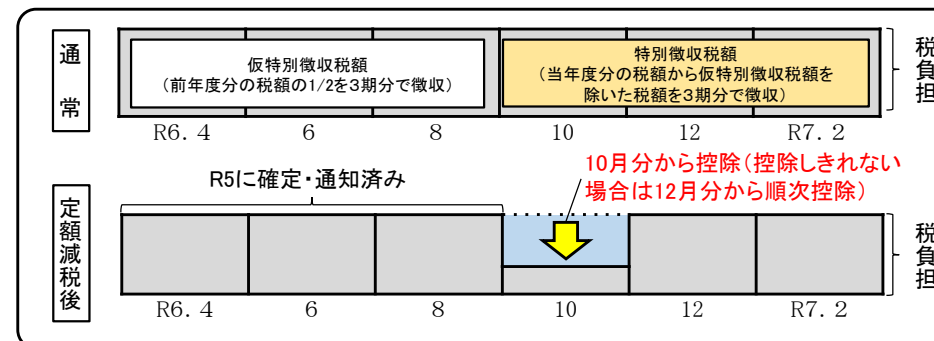 通常
仮特別徴収税額
(前年度分の税額の1/2を3期分で徴収)
特別徴収税額
(当年度分の税額から仮特別徴収税額を
除いた税額を3期分で徴収)
税負担
R6. 4
6
8
10
12
R7. 2
R5に確定・通知済み
10月分から控除(控除しきれない
場合は12月分から順次控除)
定額減税後
税負担
R6. 4
6
8
10
12
R7. 2